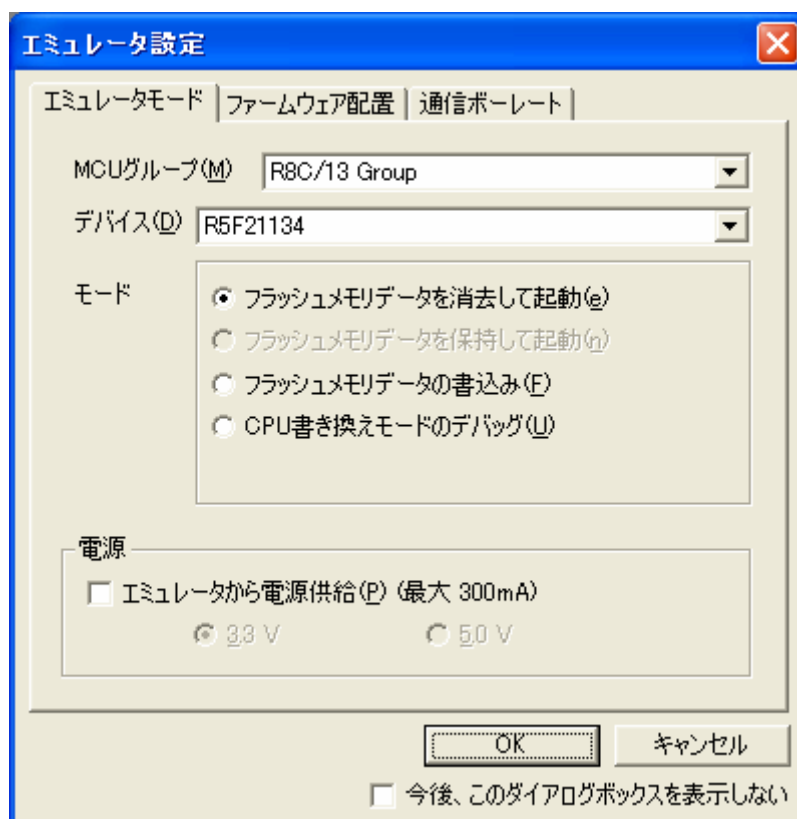 エミュレータ設定
エミュレータモード ファームウェア配置 通信ボーレート
MCUグループ(M) R8C/13 Group
デバイス(D) R5F21134
モード
フラッシュメモリデータを消去して起動(e)
フラッシュメモリデータを保持して起動(n)
フラッシュメモリデータの書込み(F)
CPU書き換えモードのデバッグ(U)
電源
エミュレータから電源供給(P) (最大 300mA)
3.3 V 5.0 V
OK キャンセル
今後、このダイアログボックスを表示しない